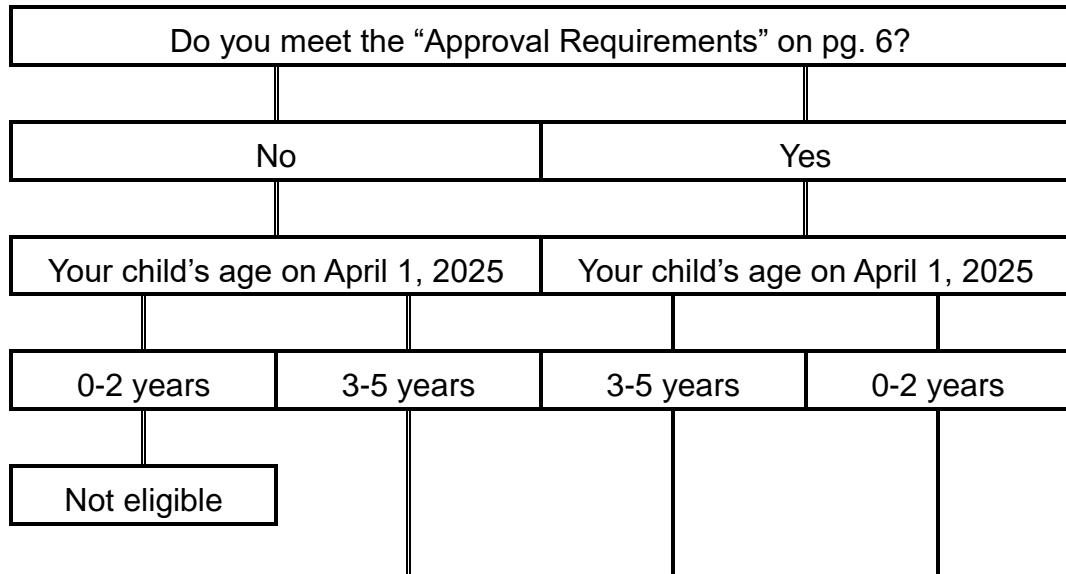 Do you meet the “Approval Requirements” on pg. 6?
No
Yes
Your child’s age on April 1, 2025
Your child’s age on April 1, 2025
0-2 years
3-5 years
3-5 years
0-2 years
Not eligible